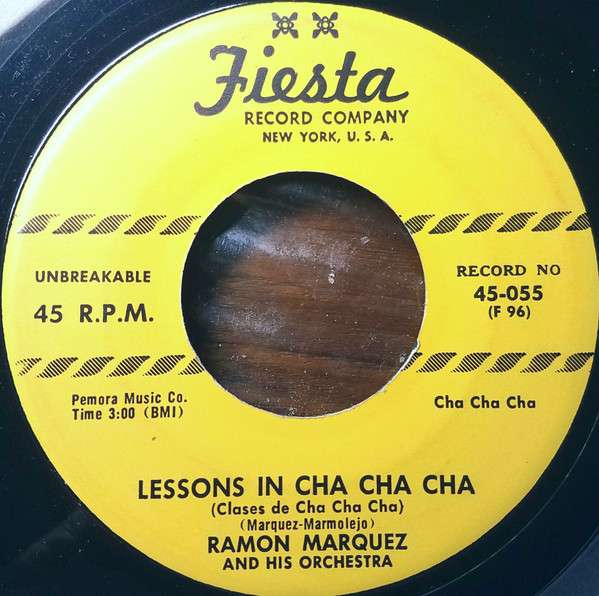 Fiesta
RECORD COMPANY
NEW YORK, U. S. A.
UNBREAKABLE
45 R.P.M.
RECORD NO
45-055
(F 96)
Pemora Music Co.
Time 3:00 (BMI)
Cha Cha Cha
LESSONS IN CHA CHA CHA
(Clases de Cha Cha Cha)
(Marquez-Marmolejo)
RAMON MARQUEZ
AND HIS ORCHESTRA